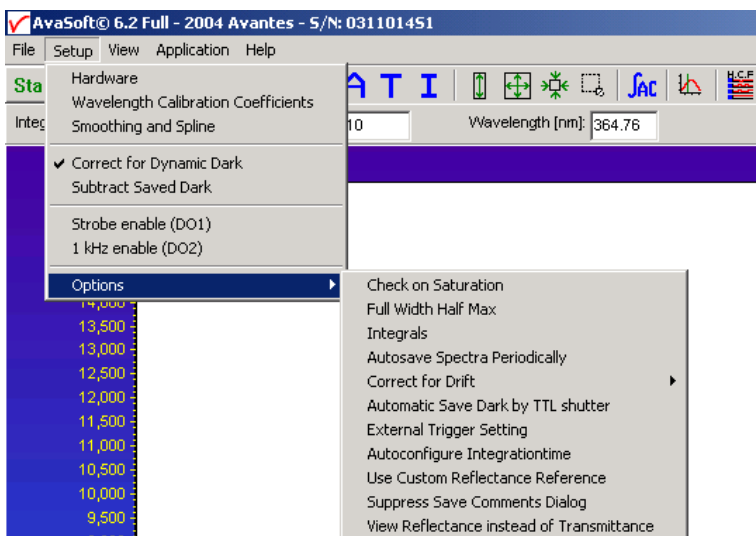 AvaSoft© 6.2 Full - 2004 Avantes - S/N: 0311014S1
File Setup View Application Help
Sta A T I ∫AC H.C.F
Integ 10 Wavelength [nm]: 364.76
Hardware
Wavelength Calibration Coefficients
Smoothing and Spline
✔ Correct for Dynamic Dark
Subtract Saved Dark
Strobe enable (DO1)
1 kHz enable (DO2)
Options
Check on Saturation
Full Width Half Max
Integrals
Autosave Spectra Periodically
Correct for Drift
Automatic Save Dark by TTL shutter
External Trigger Setting
Autoconfigure Integrationtime
Use Custom Reflectance Reference
Suppress Save Comments Dialog
View Reflectance instead of Transmittance
14,000
13,500
13,000
12,500
12,000
11,500
11,000
10,500
10,000
9,500